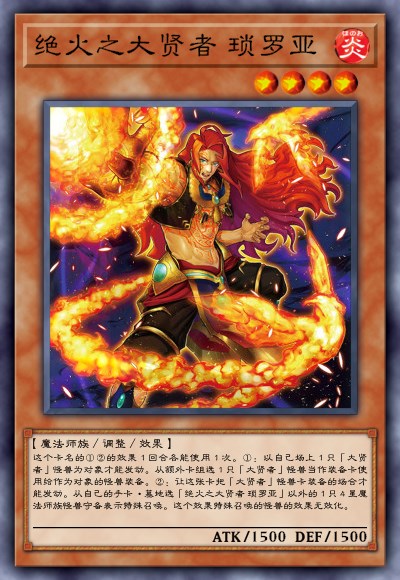 绝火之大贤者 琐罗亚
ほのお
炎
【魔法师族／调整／效果】
这个卡名的①②的效果1回合各能使用1次。①：以自己场上1只「大贤
者」怪兽为对象才能发动。从额外卡组选1只「大贤者」怪兽当作装备卡使
用给作为对象的怪兽装备。②：让这张卡把「大贤者」怪兽卡装备的场合才
能发动。从自己的手卡·墓地选「绝火之大贤者 琐罗亚」以外的1只4星魔
法师族怪兽守备表示特殊召唤。这个效果特殊召唤的怪兽的效果无效化。
ATK/1500 DEF/1500